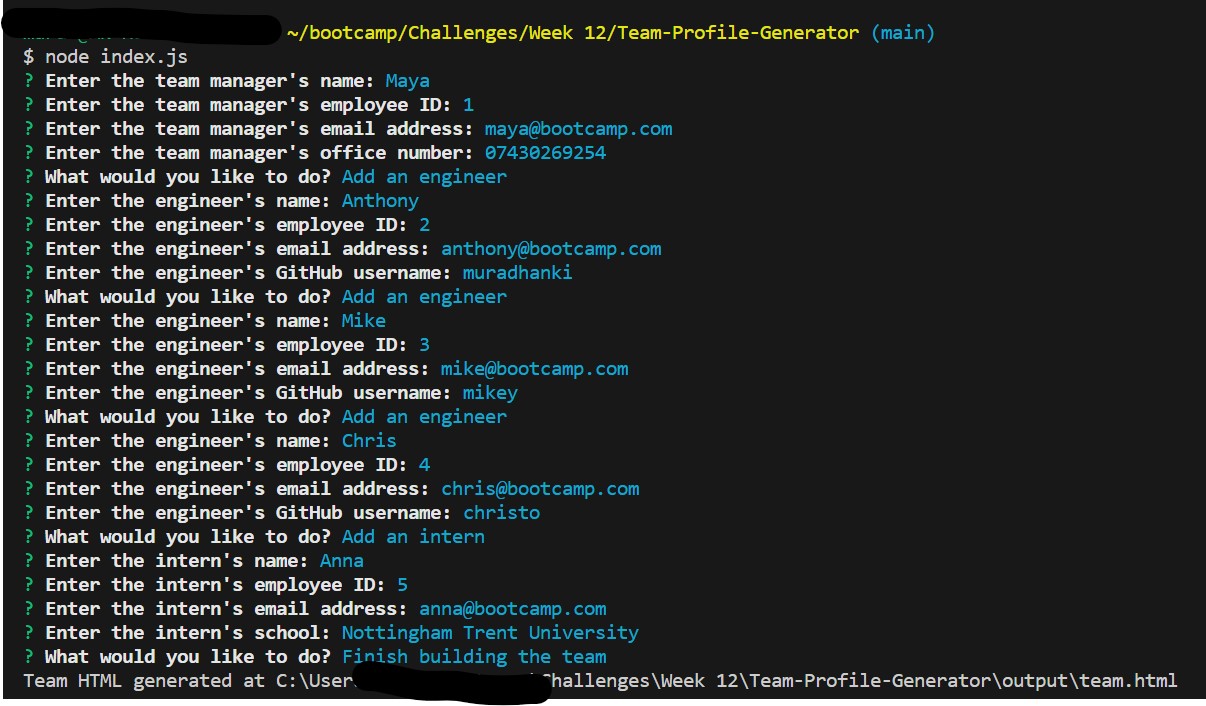 ~/bootcamp/Challenges/Week 12/Team-Profile-Generator (main)
$ node index.js
? Enter the team manager's name: Maya
? Enter the team manager's employee ID: 1
? Enter the team manager's email address: maya@bootcamp.com
? Enter the team manager's office number: 07430269254
? What would you like to do? Add an engineer
? Enter the engineer's name: Anthony
? Enter the engineer's employee ID: 2
? Enter the engineer's email address: anthony@bootcamp.com
? Enter the engineer's GitHub username: muradhanki
? What would you like to do? Add an engineer
? Enter the engineer's name: Mike
? Enter the engineer's employee ID: 3
? Enter the engineer's email address: mike@bootcamp.com
? Enter the engineer's GitHub username: mikey
? What would you like to do? Add an engineer
? Enter the engineer's name: Chris
? Enter the engineer's employee ID: 4
? Enter the engineer's email address: chris@bootcamp.com
? Enter the engineer's GitHub username: christo
? What would you like to do? Add an intern
? Enter the intern's name: Anna
? Enter the intern's employee ID: 5
? Enter the intern's email address: anna@bootcamp.com
? Enter the intern's school: Nottingham Trent University
? What would you like to do? Finish building the team
Team HTML generated at C:\User Challenges\Week 12\Team-Profile-Generator\output\team.html